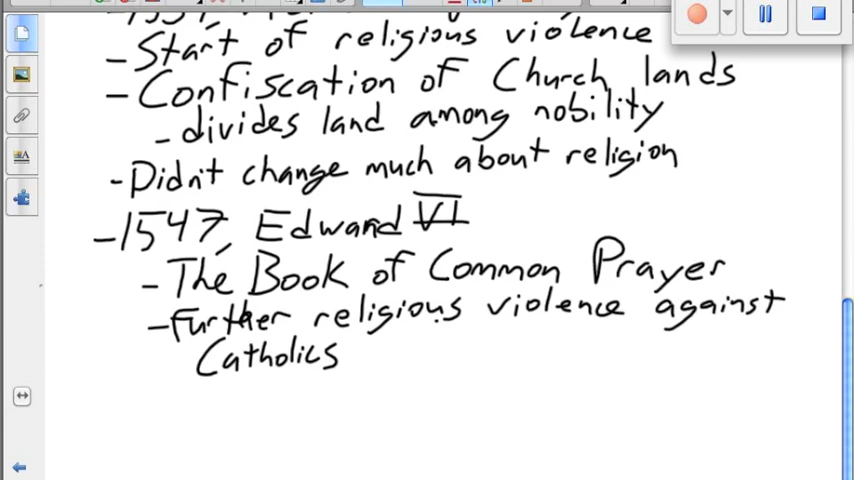 - Start of religious violence
- Confiscation of Church lands
- divides land among nobility
- Didn't change much about religion
- 1547, Edward VI
- The Book of Common Prayer
- Further religious violence against
Catholics